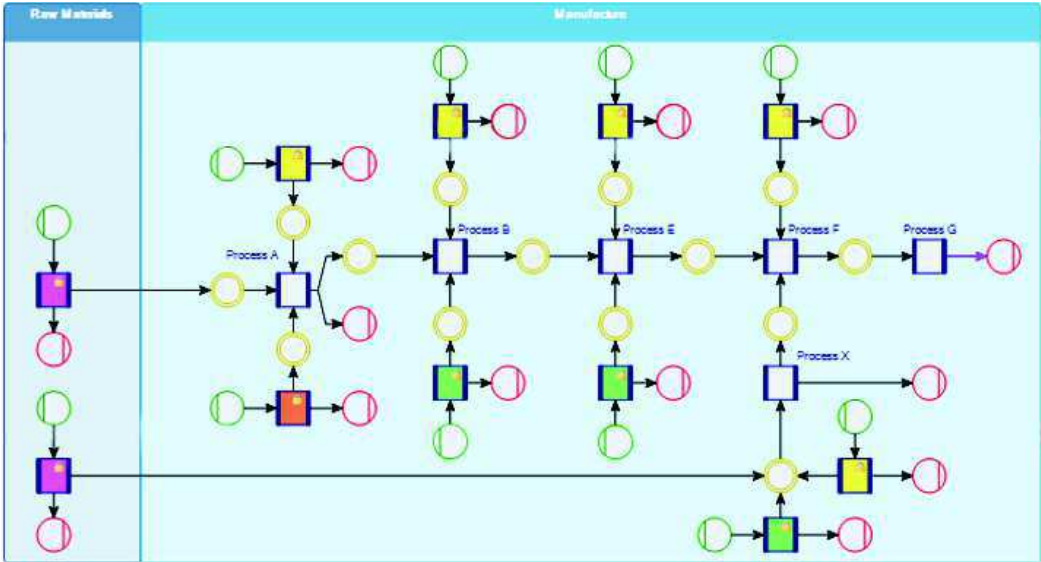 Raw Materials
Manufacture
Process A
Process B
Process E
Process F
Process G
Process X